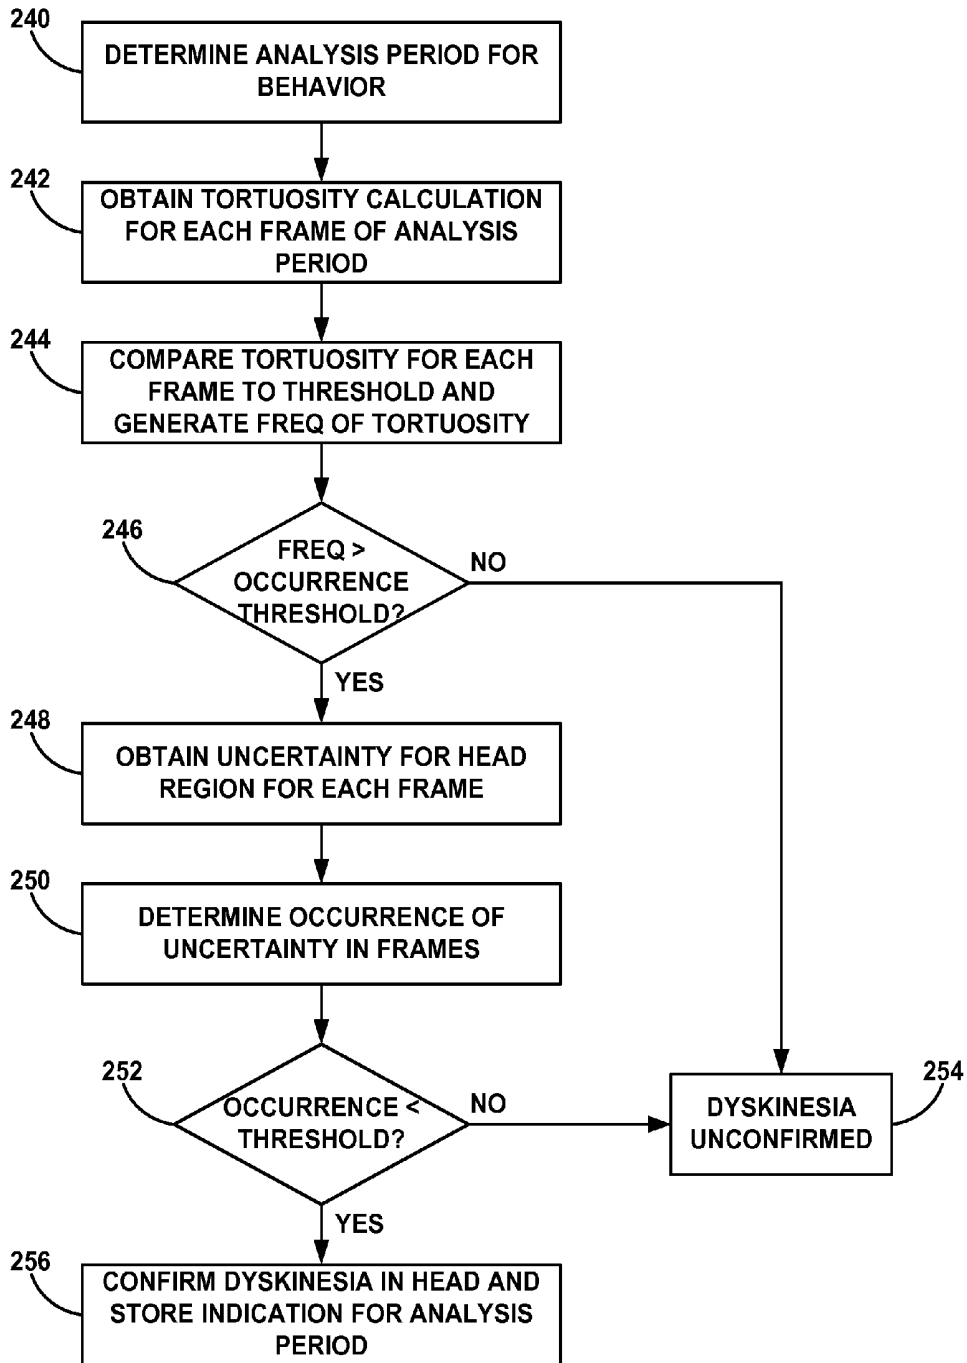 240
DETERMINE ANALYSIS PERIOD FOR
BEHAVIOR
242
OBTAIN TORTUOSITY CALCULATION
FOR EACH FRAME OF ANALYSIS
PERIOD
244
COMPARE TORTUOSITY FOR EACH
FRAME TO THRESHOLD AND
GENERATE FREQ OF TORTUOSITY
246
FREQ >
OCCURRENCE
THRESHOLD?
NO
YES
248
OBTAIN UNCERTAINTY FOR HEAD
REGION FOR EACH FRAME
250
DETERMINE OCCURRENCE OF
UNCERTAINTY IN FRAMES
252
OCCURRENCE <
THRESHOLD?
NO
254
DYSKINESIA
UNCONFIRMED
YES
256
CONFIRM DYSKINESIA IN HEAD AND
STORE INDICATION FOR ANALYSIS
PERIOD